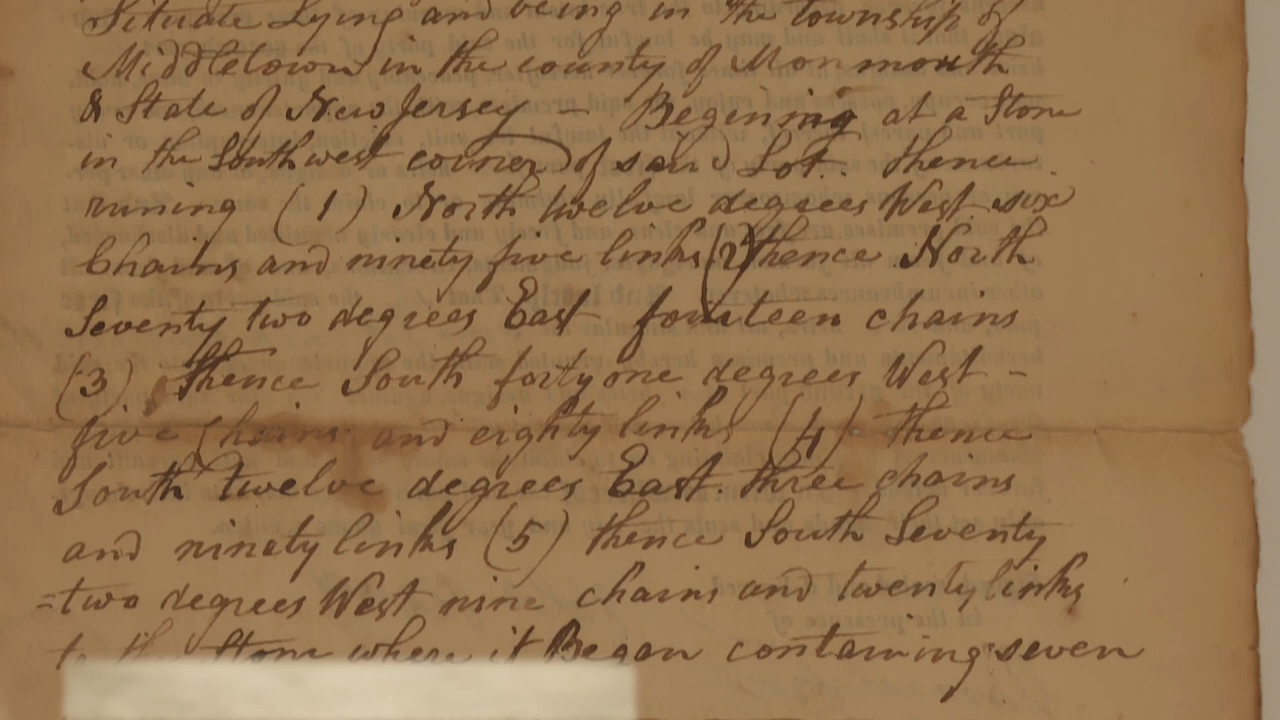 Situate Lying and being in the township of
Middletown in the county of Monmouth
& State of New Jersey – Begining at a Stone
in the Southwest corner of said Lot. thence
runing (1) North twelve degrees West six
Chains and ninety five links (2) thence North
Seventy two degrees East fourteen chains
(3) thence South forty one degrees West –
five chains and eighty links (4) thence
South twelve degrees East three chains
and ninety links (5) thence South Seventy
=two degrees West nine chains and twenty links
to the Stone where it Began containing seven